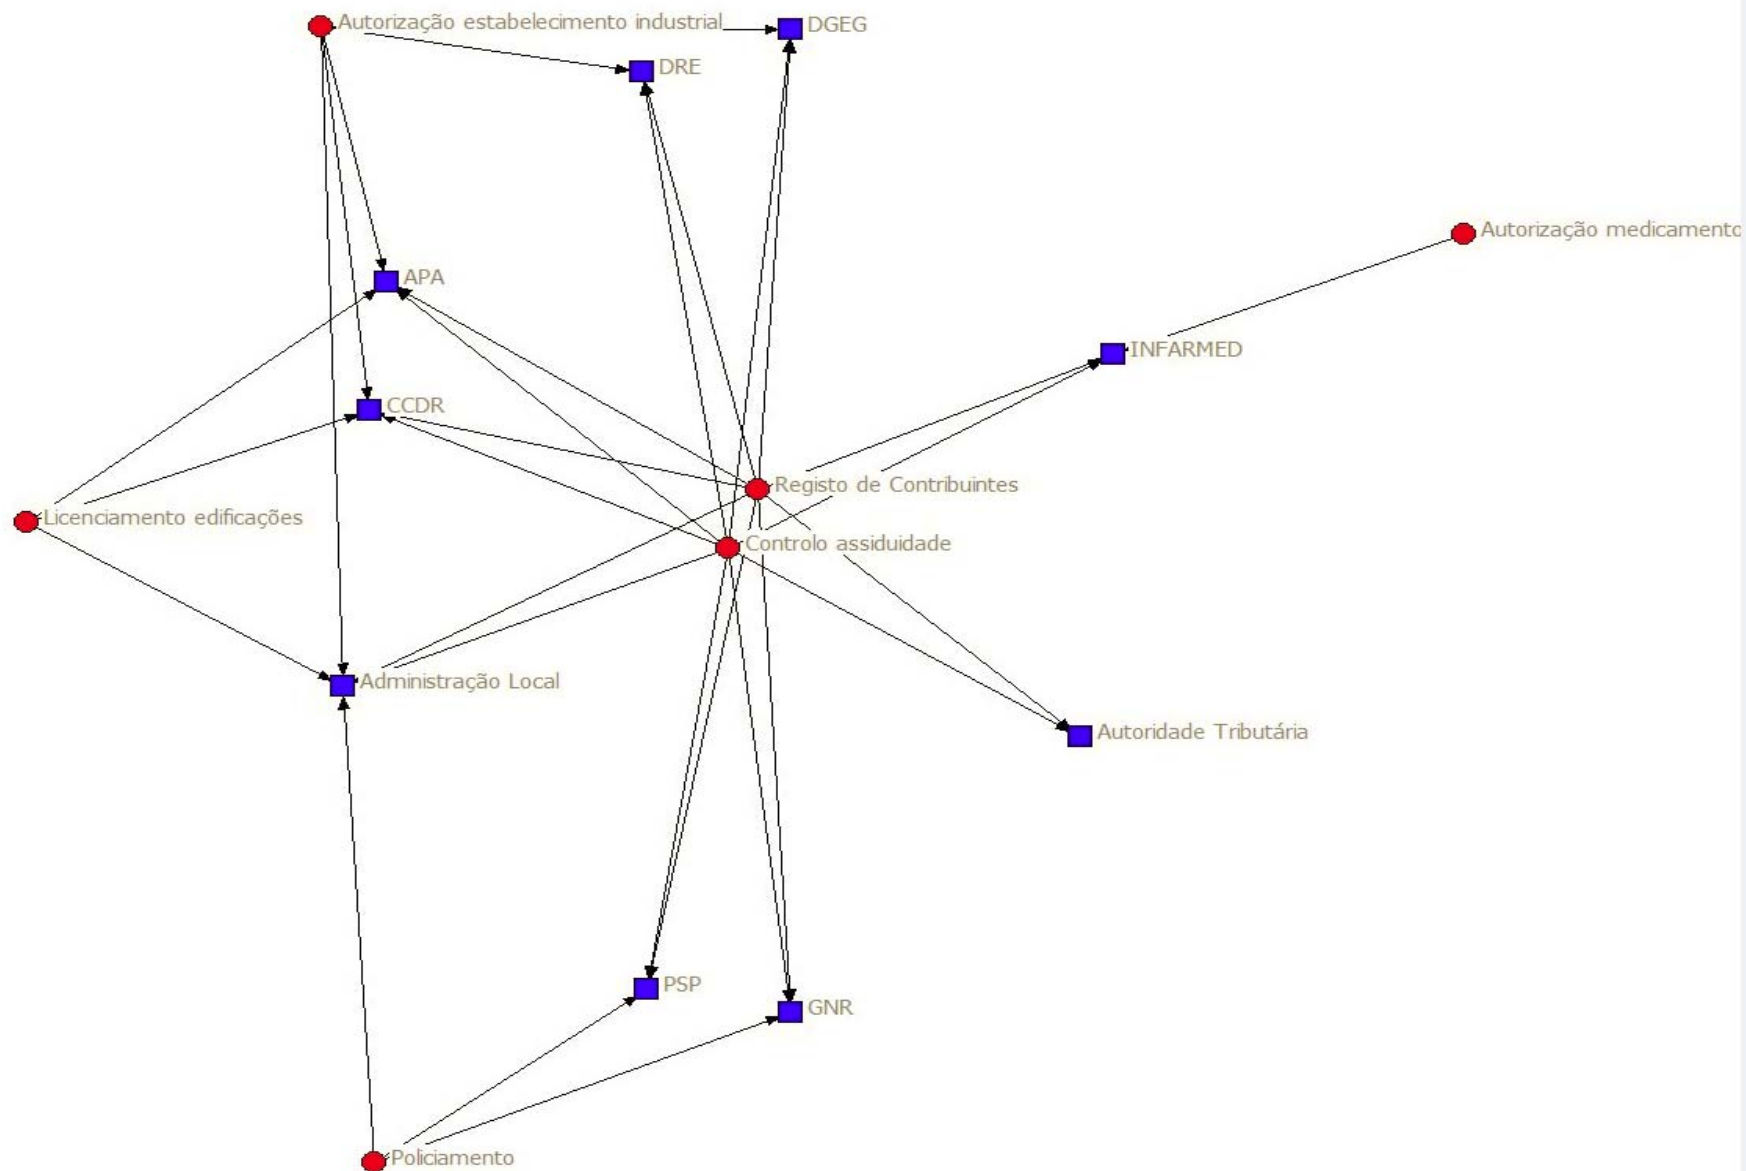 Autorização estabelecimento industrial
DGEG
DRE
Autorização medicamento
APA
INFARMED
CCDR
Registo de Contribuintes
Licenciamento edificações
Controlo assiduidade
Administração Local
Autoridade Tributária
PSP
GNR
Policiamento